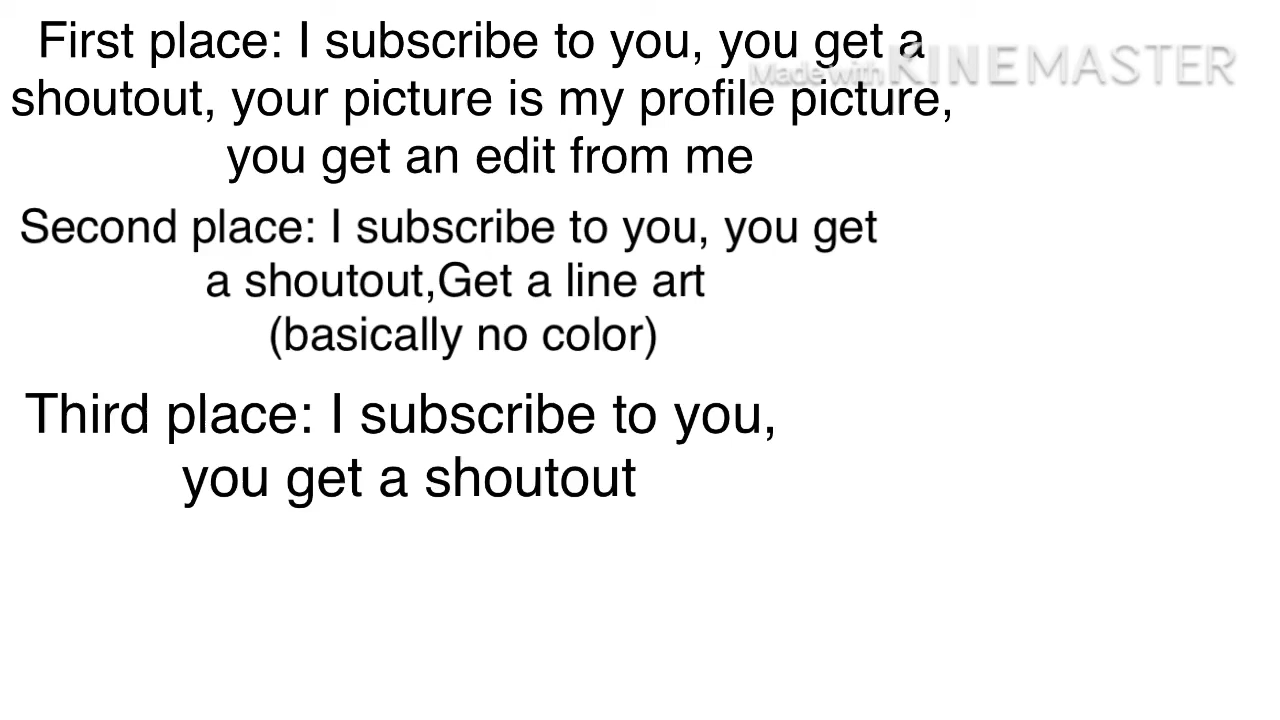 First place: I subscribe to you, you get a
Made with KINEMASTER
shoutout, your picture is my profile picture,
you get an edit from me
Second place: I subscribe to you, you get
a shoutout,Get a line art
(basically no color)
Third place: I subscribe to you,
you get a shoutout